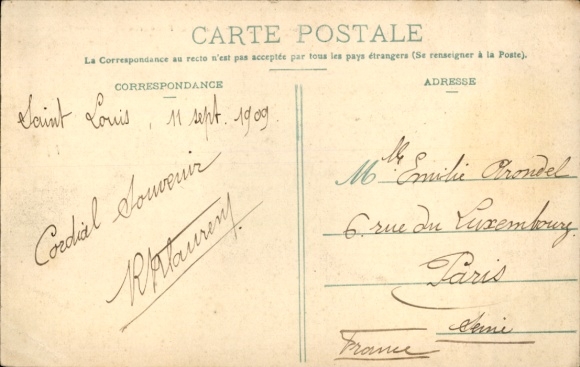 CARTE POSTALE
La Correspondance au recto n'est pas acceptée par tous les pays étrangers (Se renseigner à la Poste).
CORRESPONDANCE
Saint Louis, 11 sept. 1909.
Cordial Souvenir
ADRESSE
Mlle Emilie Arondel
6. rue du Luxembourg.
Paris
Seine
France